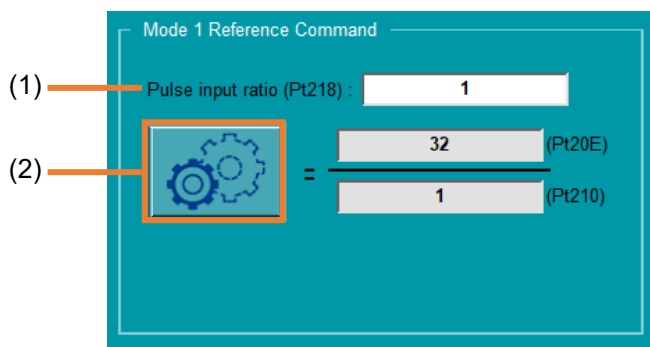 Mode 1 Reference Command
(1) Pulse input ratio (Pt218) : 1
32 (Pt20E)
(2) =
1 (Pt210)